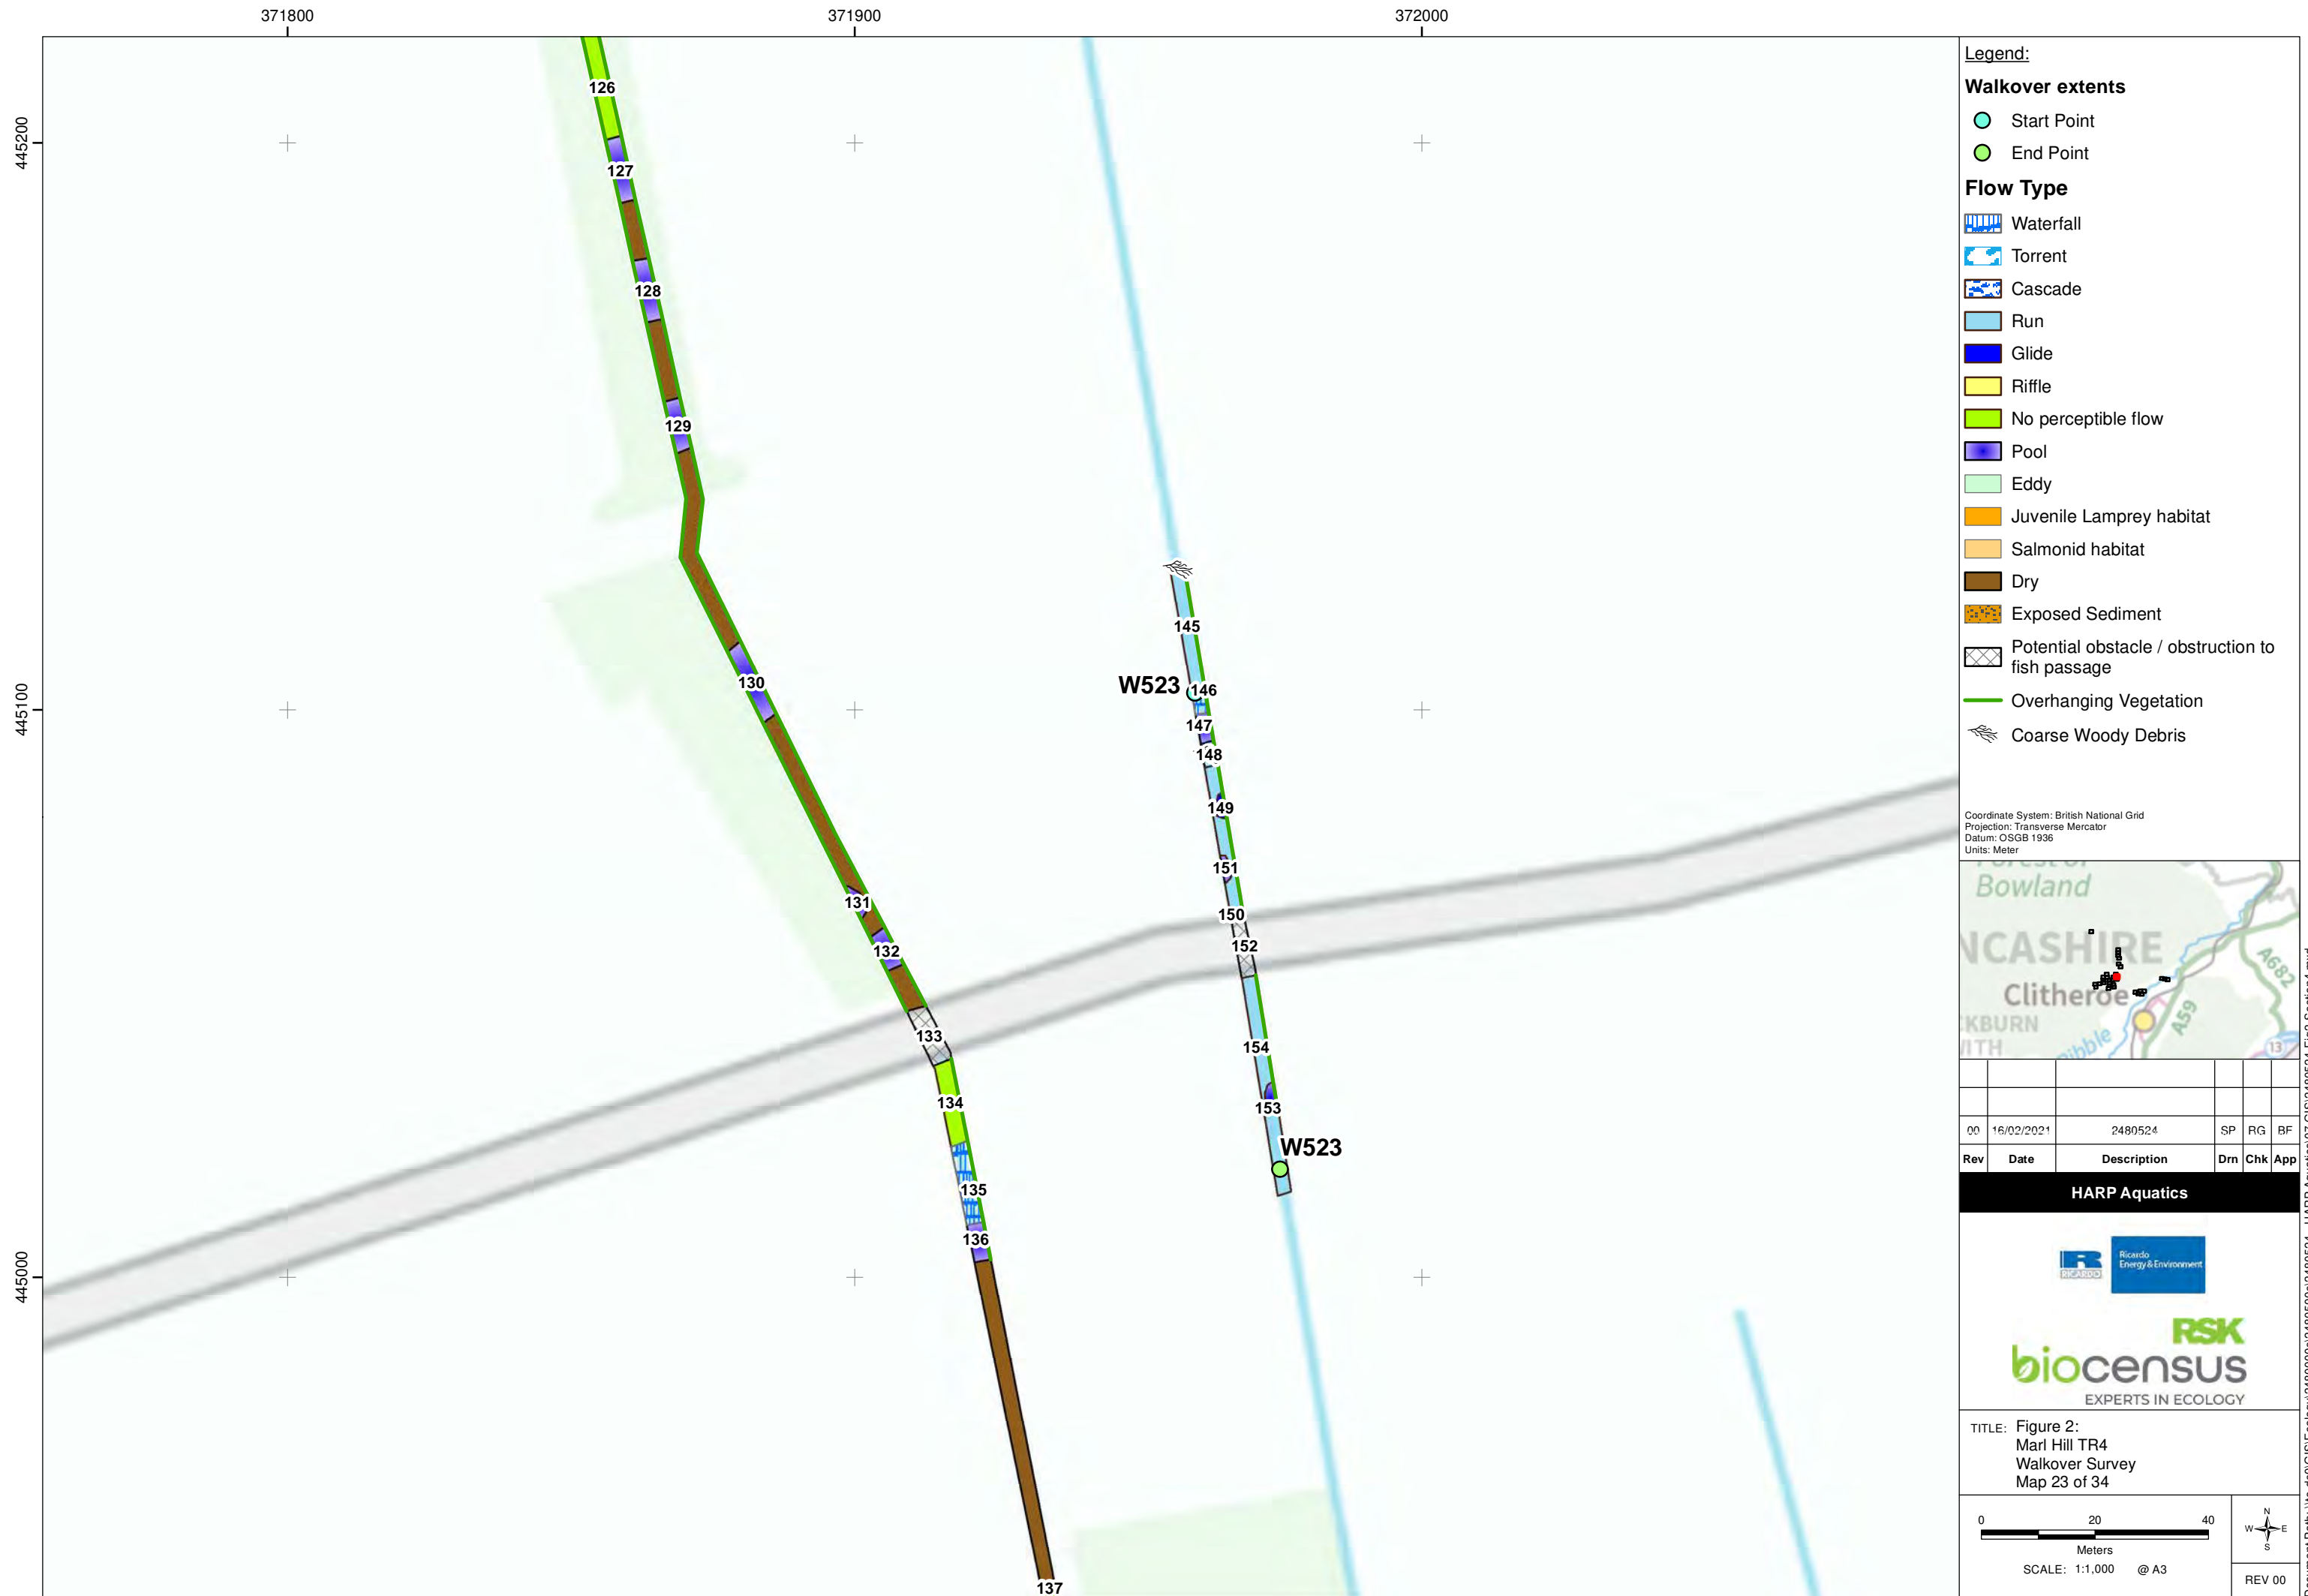 371800
371900
372000
445200
445100
445000
126
127
128
129
130
131
132
133
134
135
136
137
145
W523
146
147
148
149
151
150
152
154
153
W523
Legend:
Walkover extents
Start Point
End Point
Flow Type
Waterfall
Torrent
Cascade
Run
Glide
Riffle
No perceptible flow
Pool
Eddy
Juvenile Lamprey habitat
Salmonid habitat
Dry
Exposed Sediment
Potential obstacle / obstruction to
fish passage
Overhanging Vegetation
Coarse Woody Debris
Coordinate System: British National Grid
Projection: Transverse Mercator
Datum: OSGB 1936
Units: Meter
Forest of
Bowland
NCASHIRE
Clitheroe
CKBURN
WITH
Ribble
A59
A682
13
00 16/02/2021 2480524 SP RG BF
Rev Date Description Drn Chk App
HARP Aquatics
RICARDO
Ricardo
Energy & Environment
RSK
biocensus
EXPERTS IN ECOLOGY
TITLE: Figure 2:
Marl Hill TR4
Walkover Survey
Map 23 of 34
0 20 40
Meters
SCALE: 1:1,000 @ A3
N
W E
S
REV 00